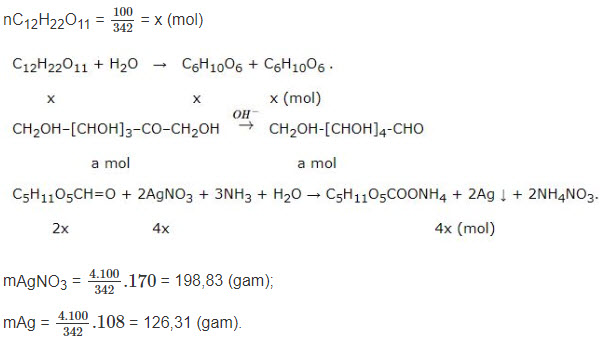 nC₁₂H₂₂O₁₁ = 100/342 = x (mol)
C₁₂H₂₂O₁₁ + H₂O → C₆H₁₀O₆ + C₆H₁₀O₆ .
x x x (mol)
CH₂OH–[CHOH]₃–CO–CH₂OH OH⁻→ CH₂OH-[CHOH]₄-CHO
a mol a mol
C₅H₁₁O₅CH=O + 2AgNO₃ + 3NH₃ + H₂O → C₅H₁₁O₅COONH₄ + 2Ag ↓ + 2NH₄NO₃.
2x 4x 4x (mol)
mAgNO₃ = 4.100/342 .170 = 198,83 (gam);
mAg = 4.100/342 .108 = 126,31 (gam).